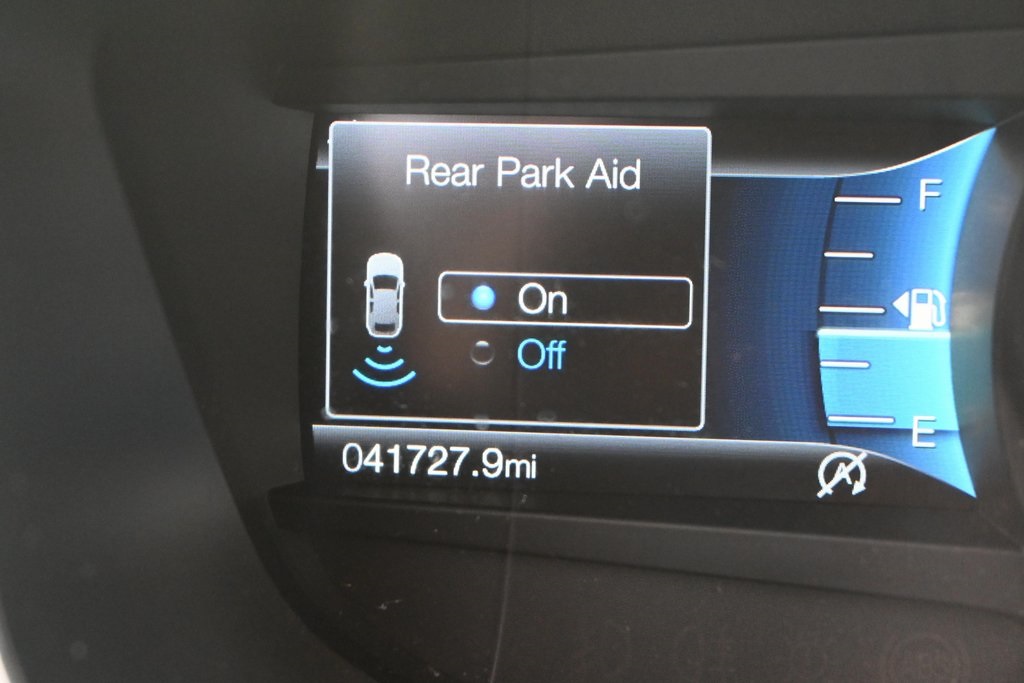 Rear Park Aid
On
Off
F
E
041727.9mi
A